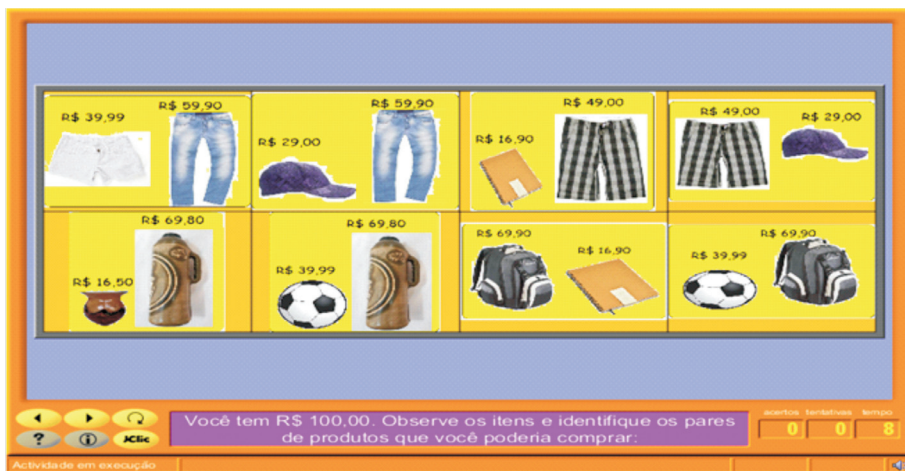 R$ 39,99
R$ 59,90
R$ 29,00
R$ 59,90
R$ 16,90
R$ 49,00
R$ 49,00
R$ 29,00
R$ 16,50
R$ 69,80
R$ 39,99
R$ 69,80
R$ 69,90
R$ 16,90
R$ 39,99
R$ 69,90
? i JClic
Você tem R$ 100,00. Observe os itens e identifique os pares
de produtos que você poderia comprar:
acertos tentativas tempo
0 0 8
Actividade em execução